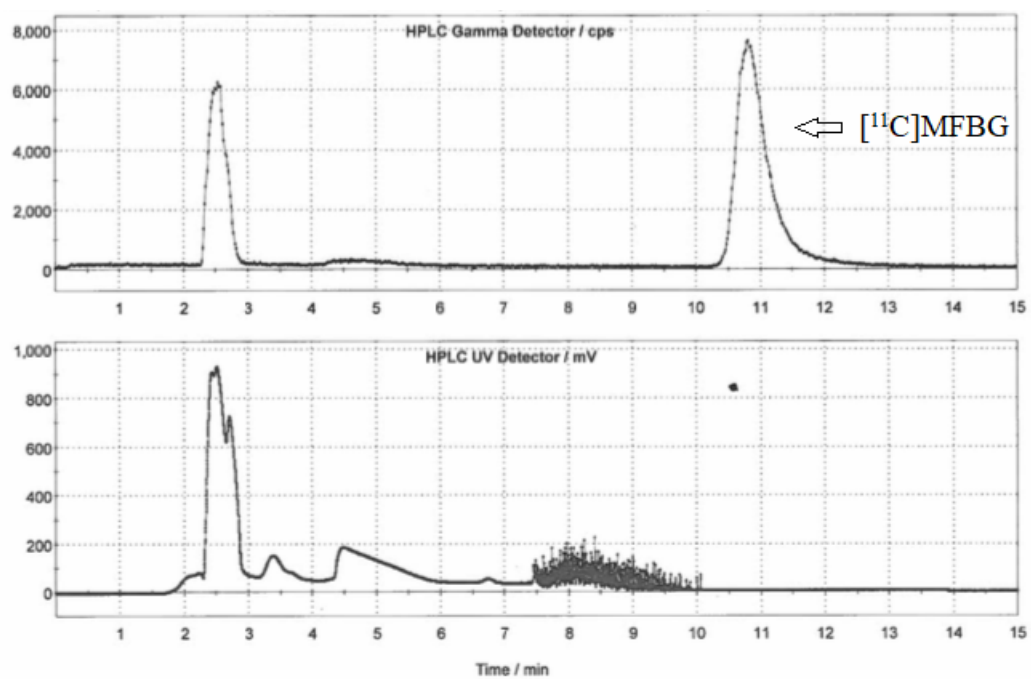 HPLC Gamma Detector / cps
8,000
6,000
4,000
2,000
0
[¹¹C]MFBG
1 2 3 4 5 6 7 8 9 10 11 12 13 14 15
HPLC UV Detector / mV
1,000
800
600
400
200
0
1 2 3 4 5 6 7 8 9 10 11 12 13 14 15
Time / min